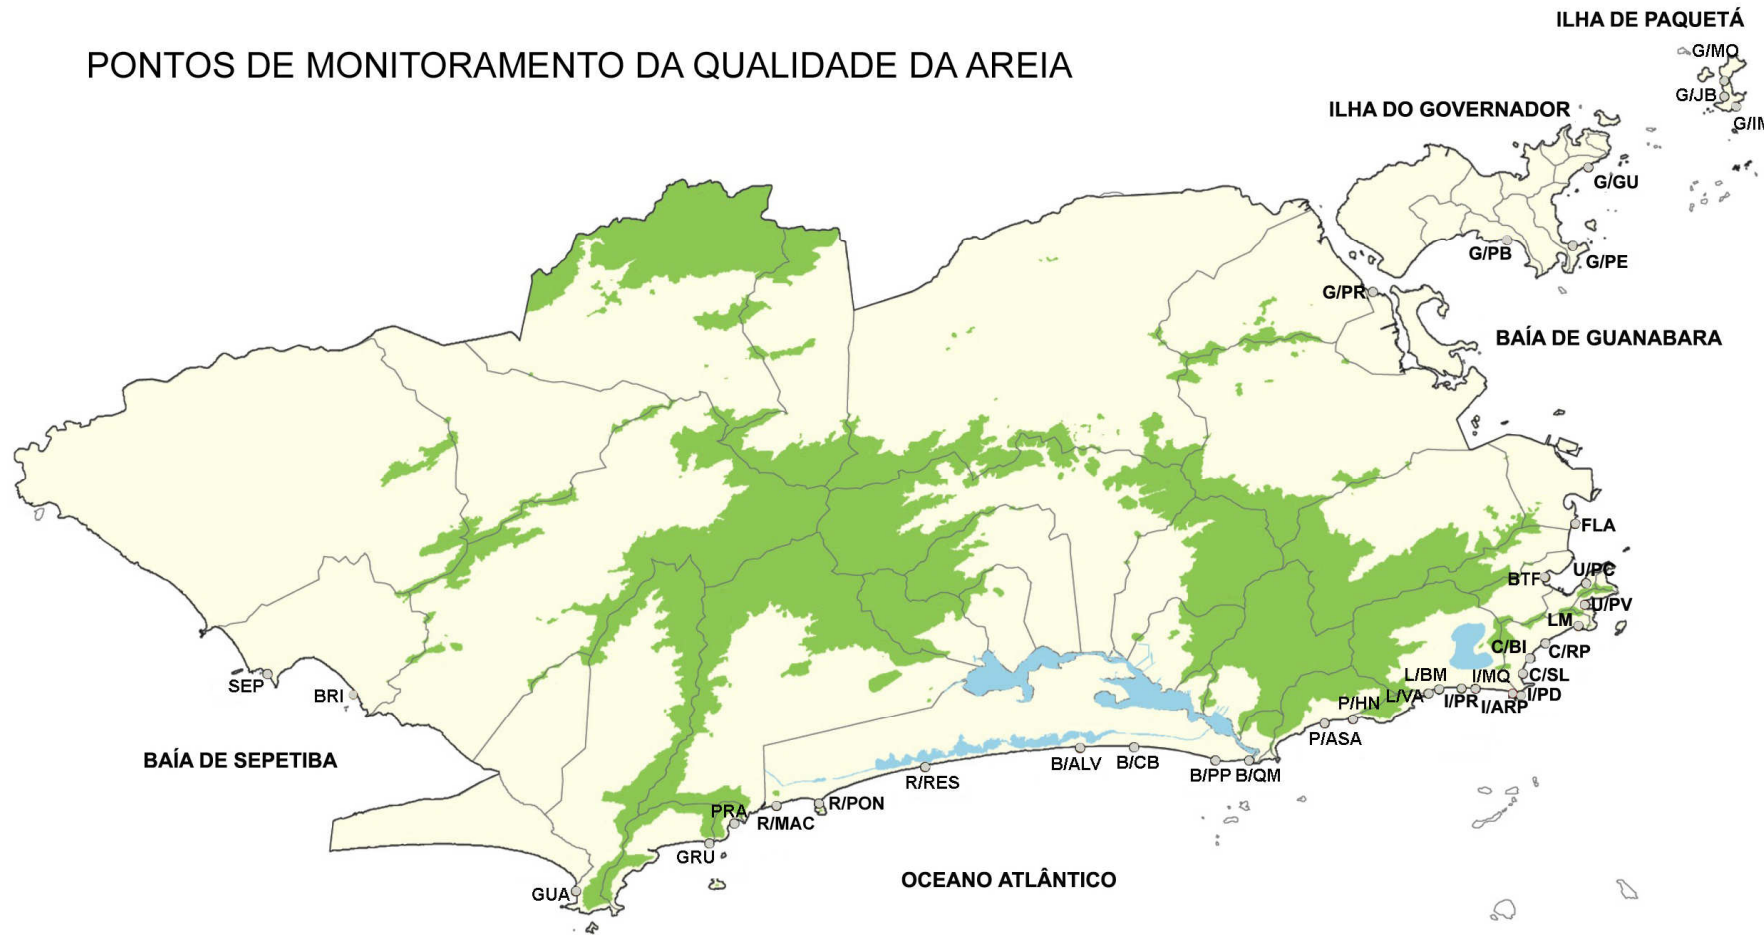 ILHA DE PAQUETÁ
G/MO
PONTOS DE MONITORAMENTO DA QUALIDADE DA AREIA
G/JB
ILHA DO GOVERNADOR
G/IM
G/GU
G/PB
G/PE
G/PR
BAÍA DE GUANABARA
FLA
U/PC
BTF
U/PV
LM
C/BI
C/RP
L/BM
I/MQ
C/SL
SEP
BRI
L/VA
I/PR
I/PD
I/ARP
P/HN
P/ASA
BAÍA DE SEPETIBA
B/ALV
B/CB
B/PP
B/QM
R/RES
R/PON
PRA
R/MAC
GRU
OCEANO ATLÂNTICO
GUA